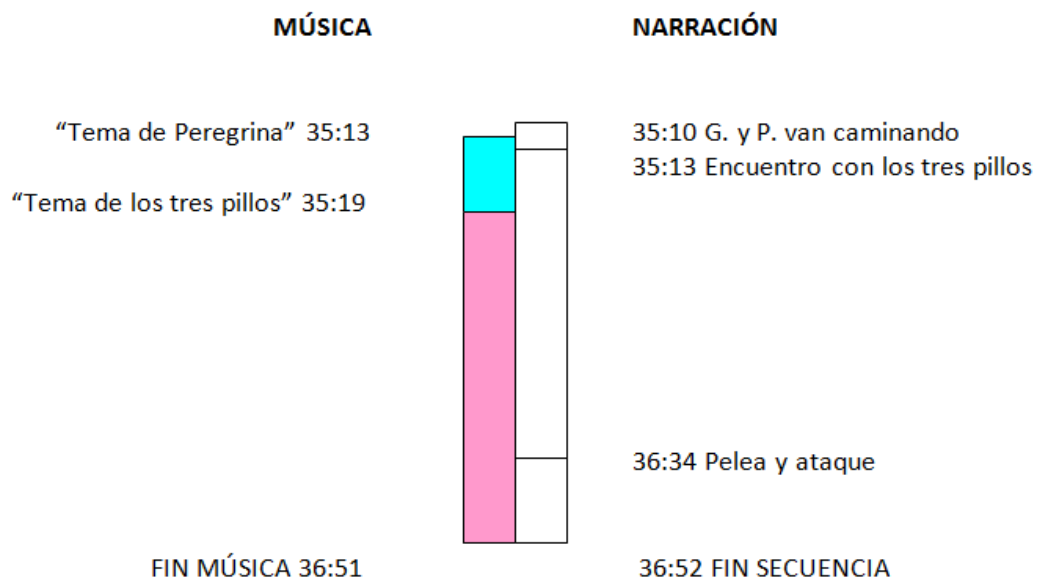 MÚSICA
NARRACIÓN
“Tema de Peregrina” 35:13
35:10 G. y P. van caminando
35:13 Encuentro con los tres pillos
“Tema de los tres pillos” 35:19
36:34 Pelea y ataque
FIN MÚSICA 36:51
36:52 FIN SECUENCIA